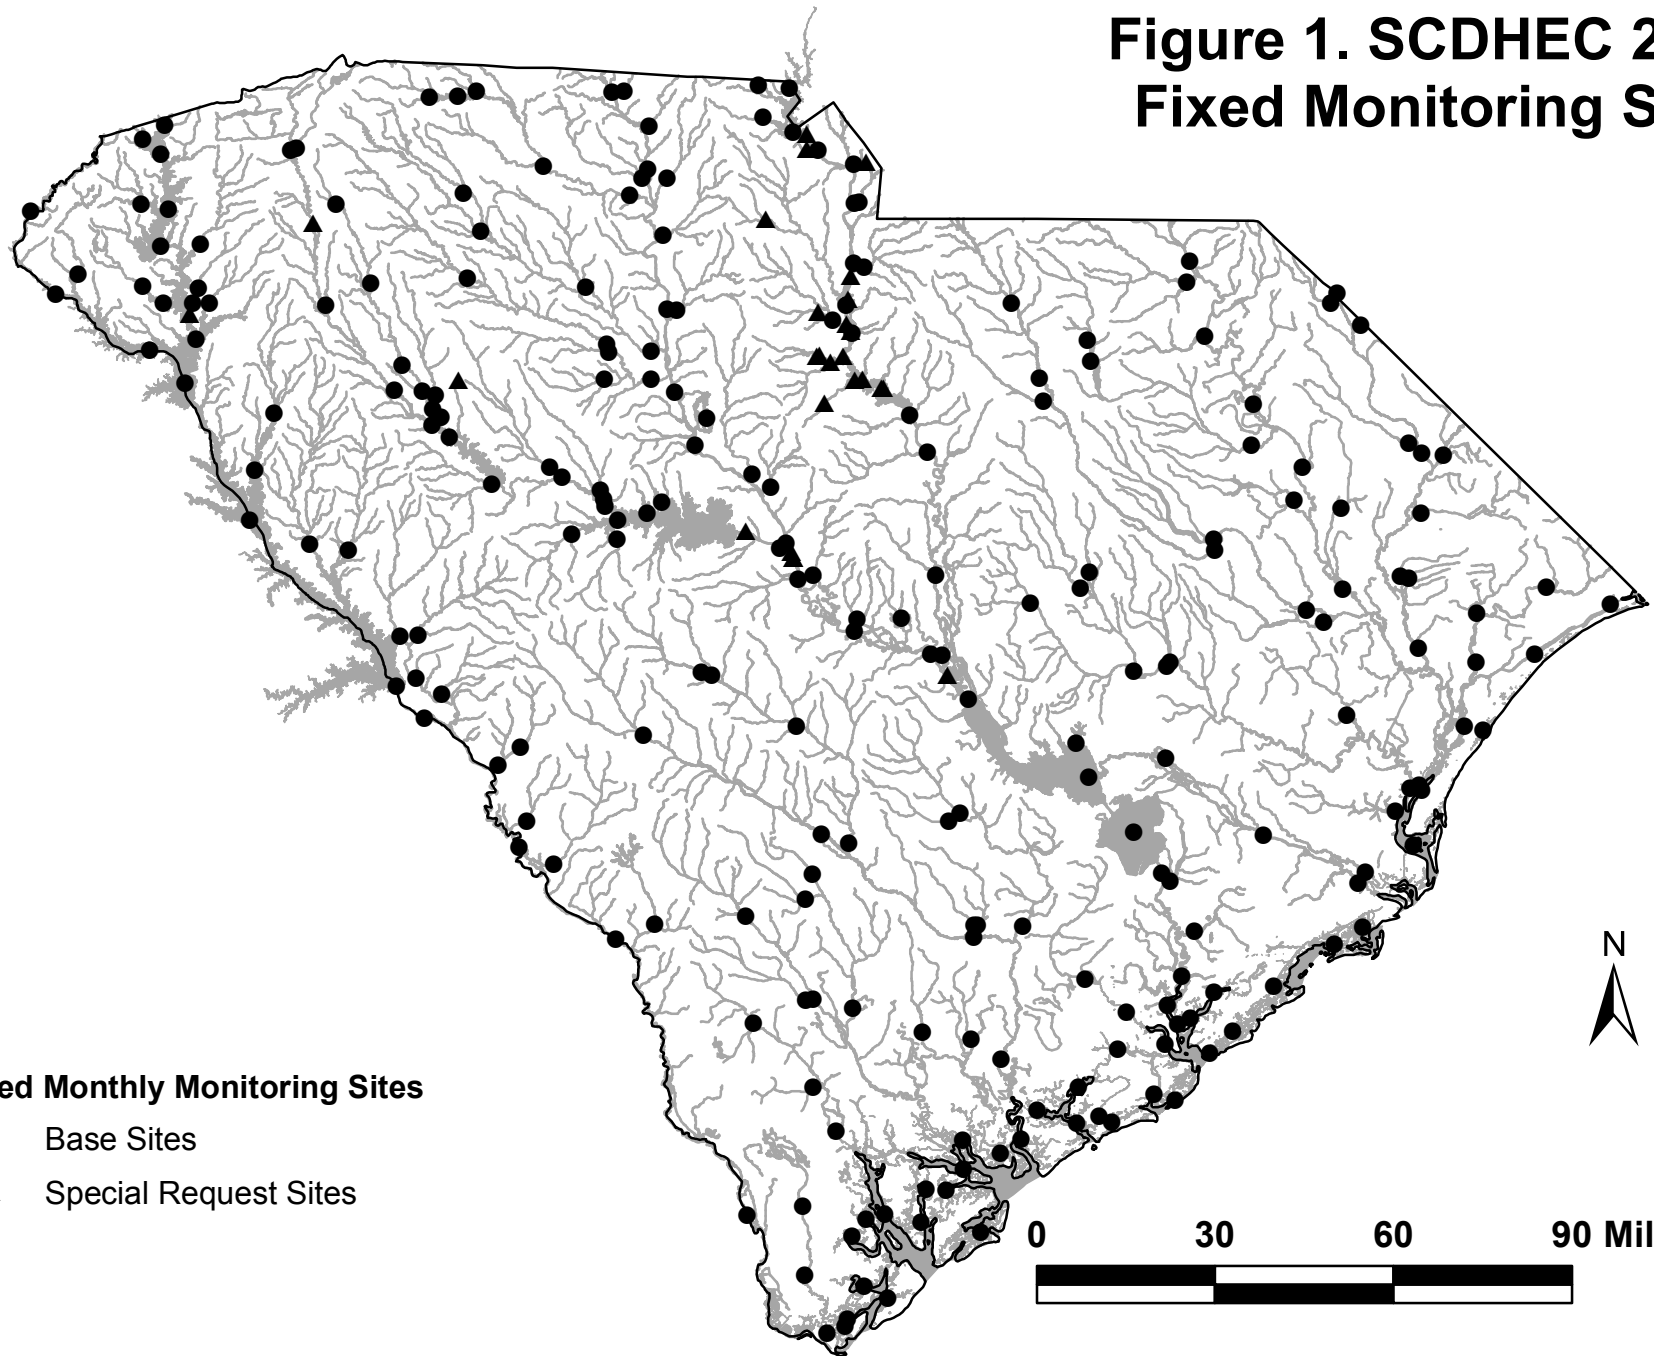 Figure 1. SCDHEC 2
Fixed Monitoring S
N
ed Monthly Monitoring Sites
Base Sites
Special Request Sites
0 30 60 90 Mil